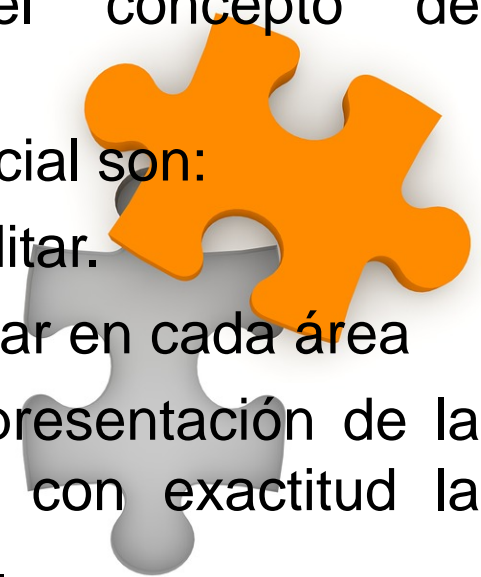 el concepto de
cial son:
litar.
ar en cada área
presentación de la
con exactitud la